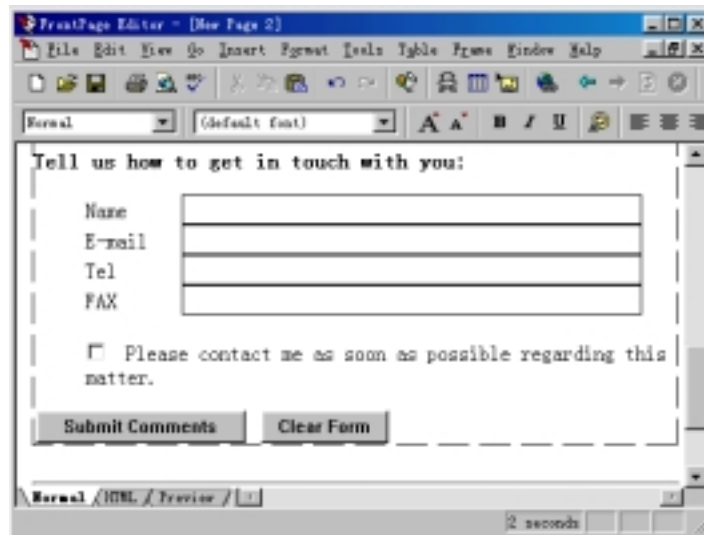 FrontPage Editor - [New Page 2]
File Edit View Go Insert Format Tools Table Frame Window Help
Normal (default font) A A B I U
Tell us how to get in touch with you:
Name
E-mail
Tel
FAX
Please contact me as soon as possible regarding this
matter.
Submit Comments Clear Form
Normal HTML Preview
2 seconds